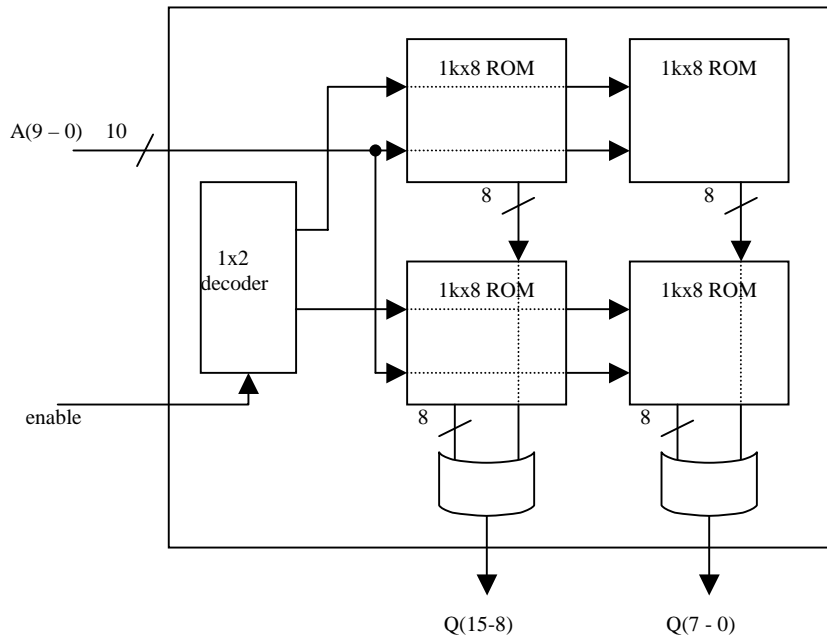 1kx8 ROM
1kx8 ROM
A(9 – 0) 10
8
8
1x2
decoder
1kx8 ROM
1kx8 ROM
enable
8
8
Q(15-8)
Q(7 - 0)